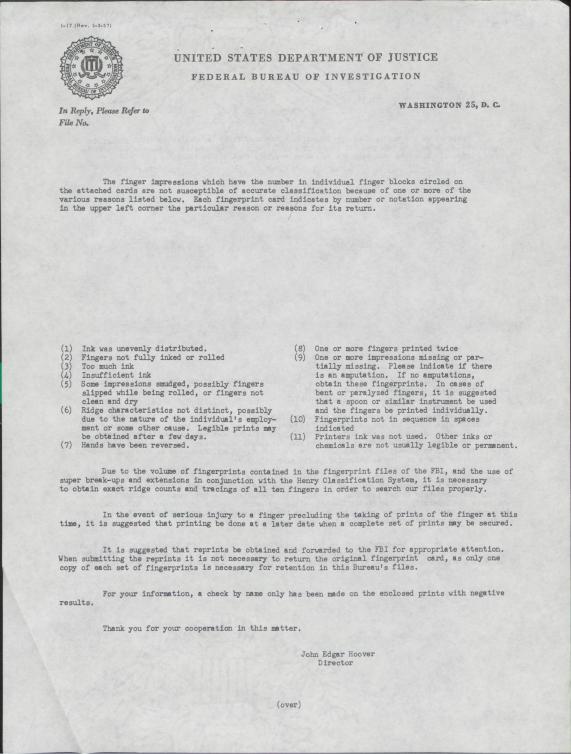 1-17 (Rev. 1-3-57)
UNITED STATES DEPARTMENT OF JUSTICE
FEDERAL BUREAU OF INVESTIGATION
WASHINGTON 25, D. C.
In Reply, Please Refer to
File No.
The finger impressions which have the number in individual finger blocks circled on
the attached cards are not susceptible of accurate classification because of one or more of the
various reasons listed below. Each fingerprint card indicates by number or notation appearing
in the upper left corner the particular reason or reasons for its return.
(1) Ink was unevenly distributed.
(2) Fingers not fully inked or rolled
(3) Too much ink
(4) Insufficient ink
(5) Some impressions smudged, possibly fingers
slipped while being rolled, or fingers not
clean and dry
(6) Ridge characteristics not distinct, possibly
due to the nature of the individual's employ-
ment or some other cause. Legible prints may
be obtained after a few days.
(7) Hands have been reversed.
(8) One or more fingers printed twice
(9) One or more impressions missing or par-
tially missing. Please indicate if there
is an amputation. If no amputations,
obtain these fingerprints. In cases of
bent or paralyzed fingers, it is suggested
that a spoon or similar instrument be used
and the fingers be printed individually.
(10) Fingerprints not in sequence in spaces
indicated
(11) Printers ink was not used. Other inks or
chemicals are not usually legible or permanent.
Due to the volume of fingerprints contained in the fingerprint files of the FBI, and the use of
super break-ups and extensions in conjunction with the Henry Classification System, it is necessary
to obtain exact ridge counts and tracings of all ten fingers in order to search our files properly.
In the event of serious injury to a finger precluding the taking of prints of the finger at this
time, it is suggested that printing be done at a later date when a complete set of prints may be secured.
It is suggested that reprints be obtained and forwarded to the FBI for appropriate attention.
When submitting the reprints it is not necessary to return the original fingerprint card, as only one
copy of each set of fingerprints is necessary for retention in this Bureau's files.
For your information, a check by name only has been made on the enclosed prints with negative
results.
Thank you for your cooperation in this matter.
John Edgar Hoover
Director
(over)